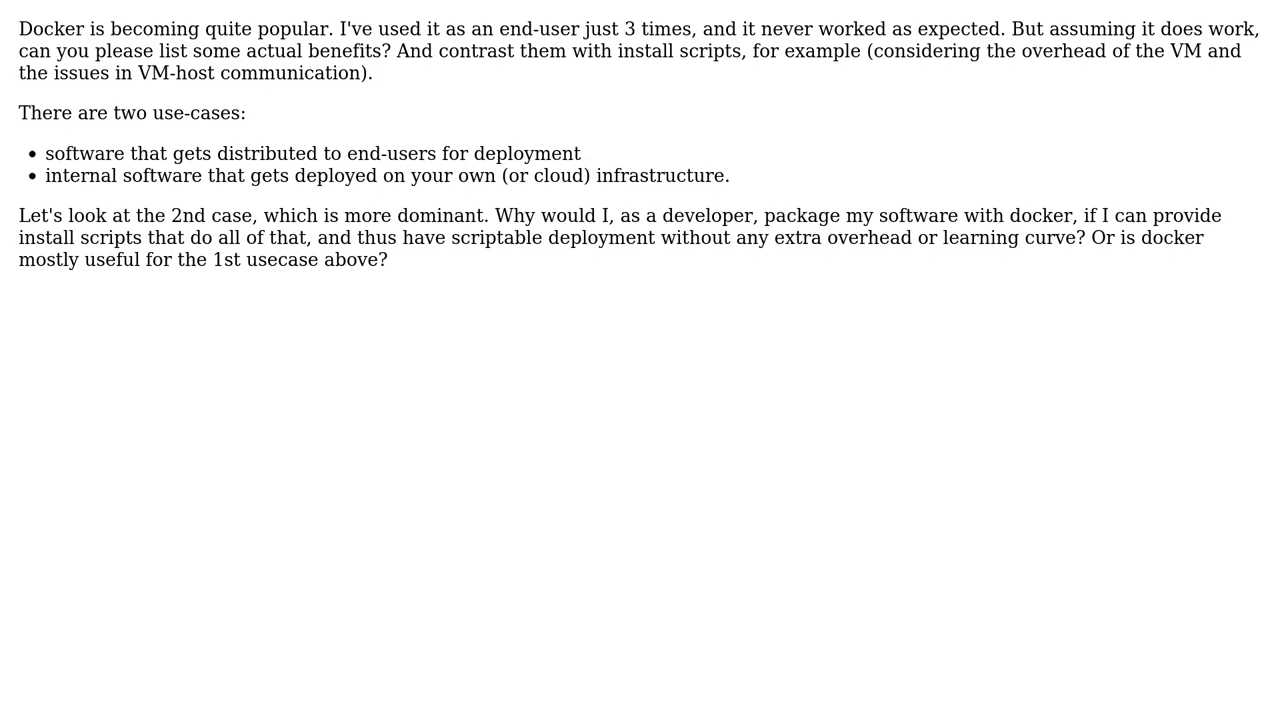 Docker is becoming quite popular. I've used it as an end-user just 3 times, and it never worked as expected. But assuming it does work,
can you please list some actual benefits? And contrast them with install scripts, for example (considering the overhead of the VM and
the issues in VM-host communication).
There are two use-cases:
• software that gets distributed to end-users for deployment
• internal software that gets deployed on your own (or cloud) infrastructure.
Let's look at the 2nd case, which is more dominant. Why would I, as a developer, package my software with docker, if I can provide
install scripts that do all of that, and thus have scriptable deployment without any extra overhead or learning curve? Or is docker
mostly useful for the 1st usecase above?